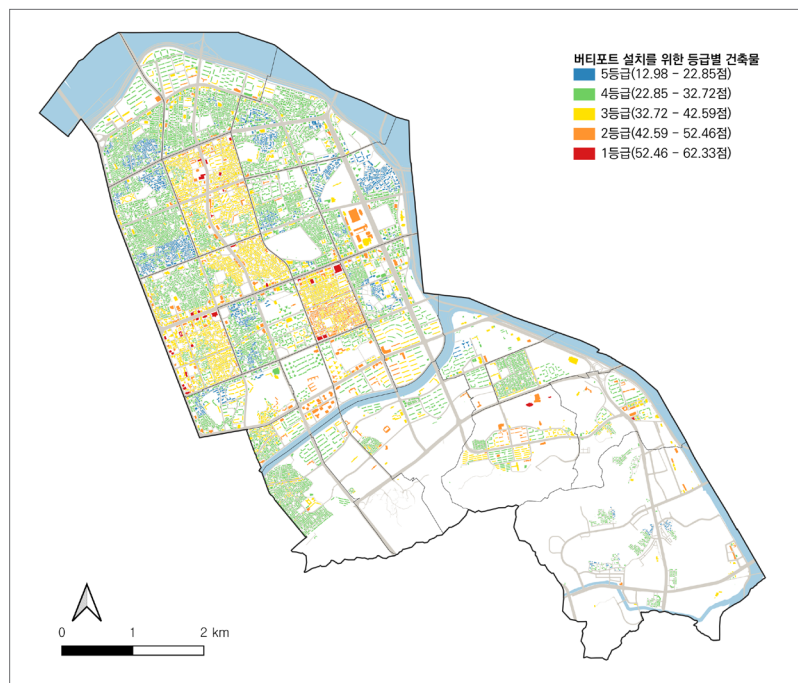 버티포트 설치를 위한 등급별 건축물
5등급(12.98 - 22.85점)
4등급(22.85 - 32.72점)
3등급(32.72 - 42.59점)
2등급(42.59 - 52.46점)
1등급(52.46 - 62.33점)
0 1 2 km